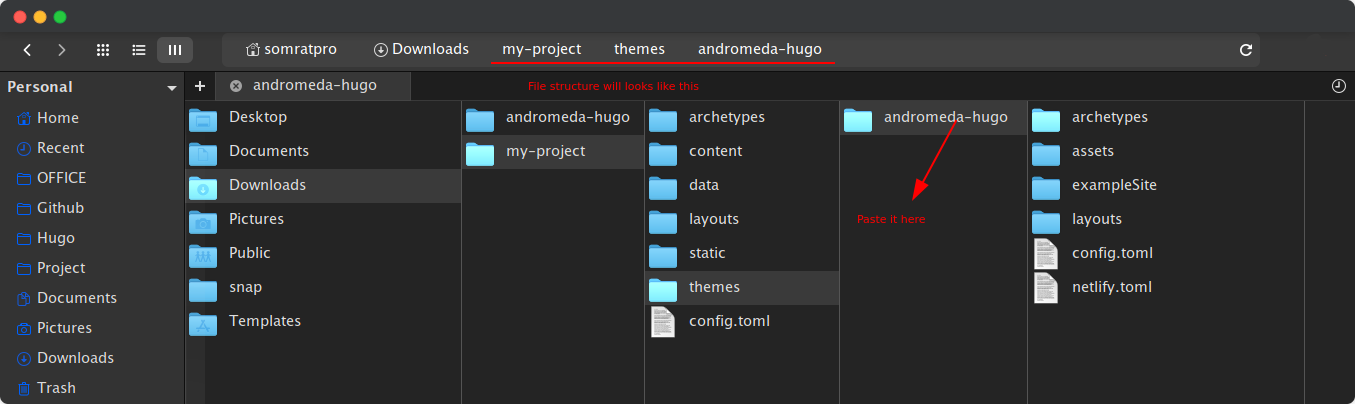 somratpro Downloads my-project themes andromeda-hugo
Personal
andromeda-hugo
File structure will looks like this
Home
Recent
OFFICE
Github
Hugo
Project
Documents
Pictures
Downloads
Trash
Desktop
Documents
Downloads
Pictures
Public
snap
Templates
andromeda-hugo
my-project
archetypes
content
data
layouts
static
themes
config.toml
andromeda-hugo
Paste it here
archetypes
assets
exampleSite
layouts
config.toml
netlify.toml